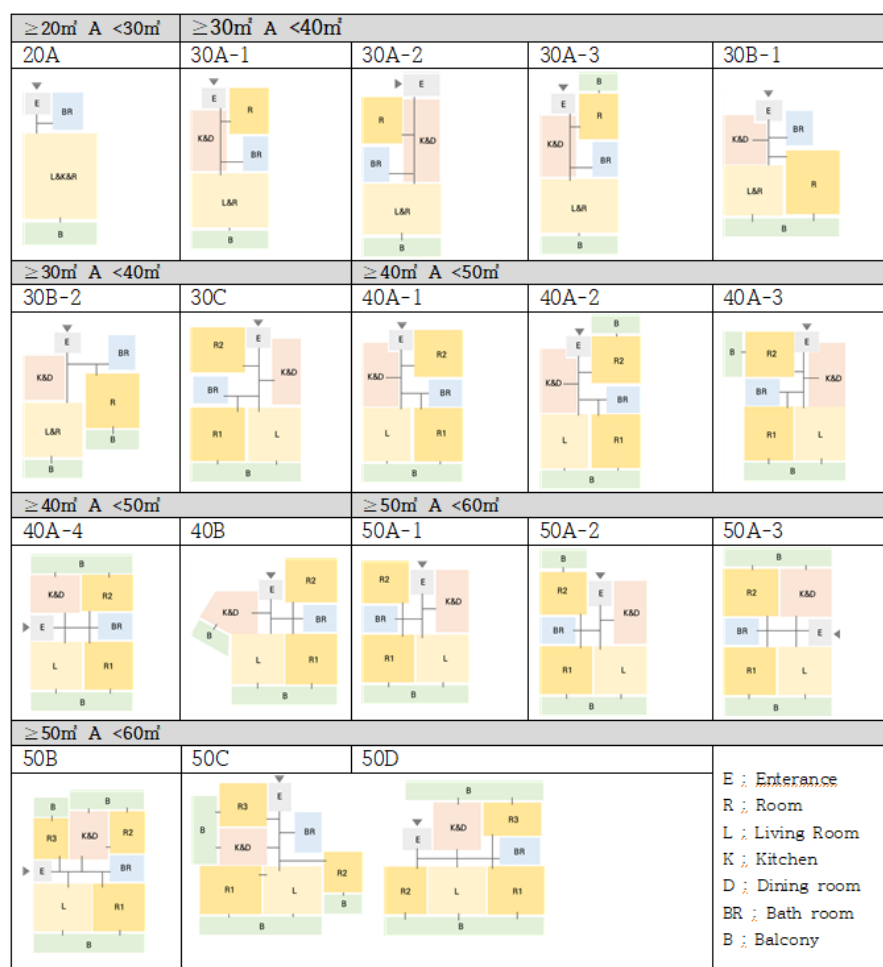 ≥20㎡ A <30㎡ ≥30㎡ A <40㎡
20A 30A-1 30A-2 30A-3 30B-1
E BR L&K&R B
E R K&D BR L&R B
E R K&D BR L&R B
B E R K&D BR L&R B
E BR K&D L&R R B
≥30㎡ A <40㎡ ≥40㎡ A <50㎡
30B-2 30C 40A-1 40A-2 40A-3
E BR K&D R L&R B B
E R2 K&D BR R1 L B
E R2 K&D BR L R1 B
B E R2 K&D BR L R1 B
E B R2 K&D BR R1 L B
≥40㎡ A <50㎡ ≥50㎡ A <60㎡
40A-4 40B 50A-1 50A-2 50A-3
B K&D R2 E BR L R1 B
R2 E K&D BR B L R1 B
R2 E K&D BR R1 L B
B R2 E K&D BR R1 L B
B R2 K&D BR E R1 L B
≥50㎡ A <60㎡
50B 50C 50D
B B R3 K&D R2 E BR L R1 B
E R3 B BR K&D R2 R1 L B B
B K&D R3 E BR R2 L R1 B
E ; Enterance
R ; Room
L ; Living Room
K ; Kitchen
D ; Dining room
BR ; Bath room
B ; Balcony